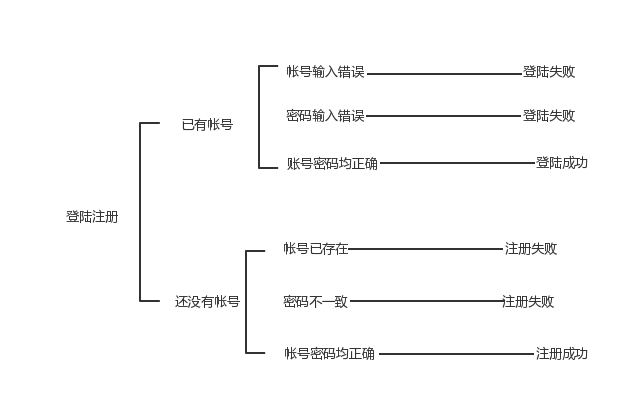 帐号输入错误 登陆失败
密码输入错误 登陆失败
已有帐号
账号密码均正确 登陆成功
登陆注册
帐号已存在 注册失败
还没有帐号 密码不一致 注册失败
帐号密码均正确 注册成功